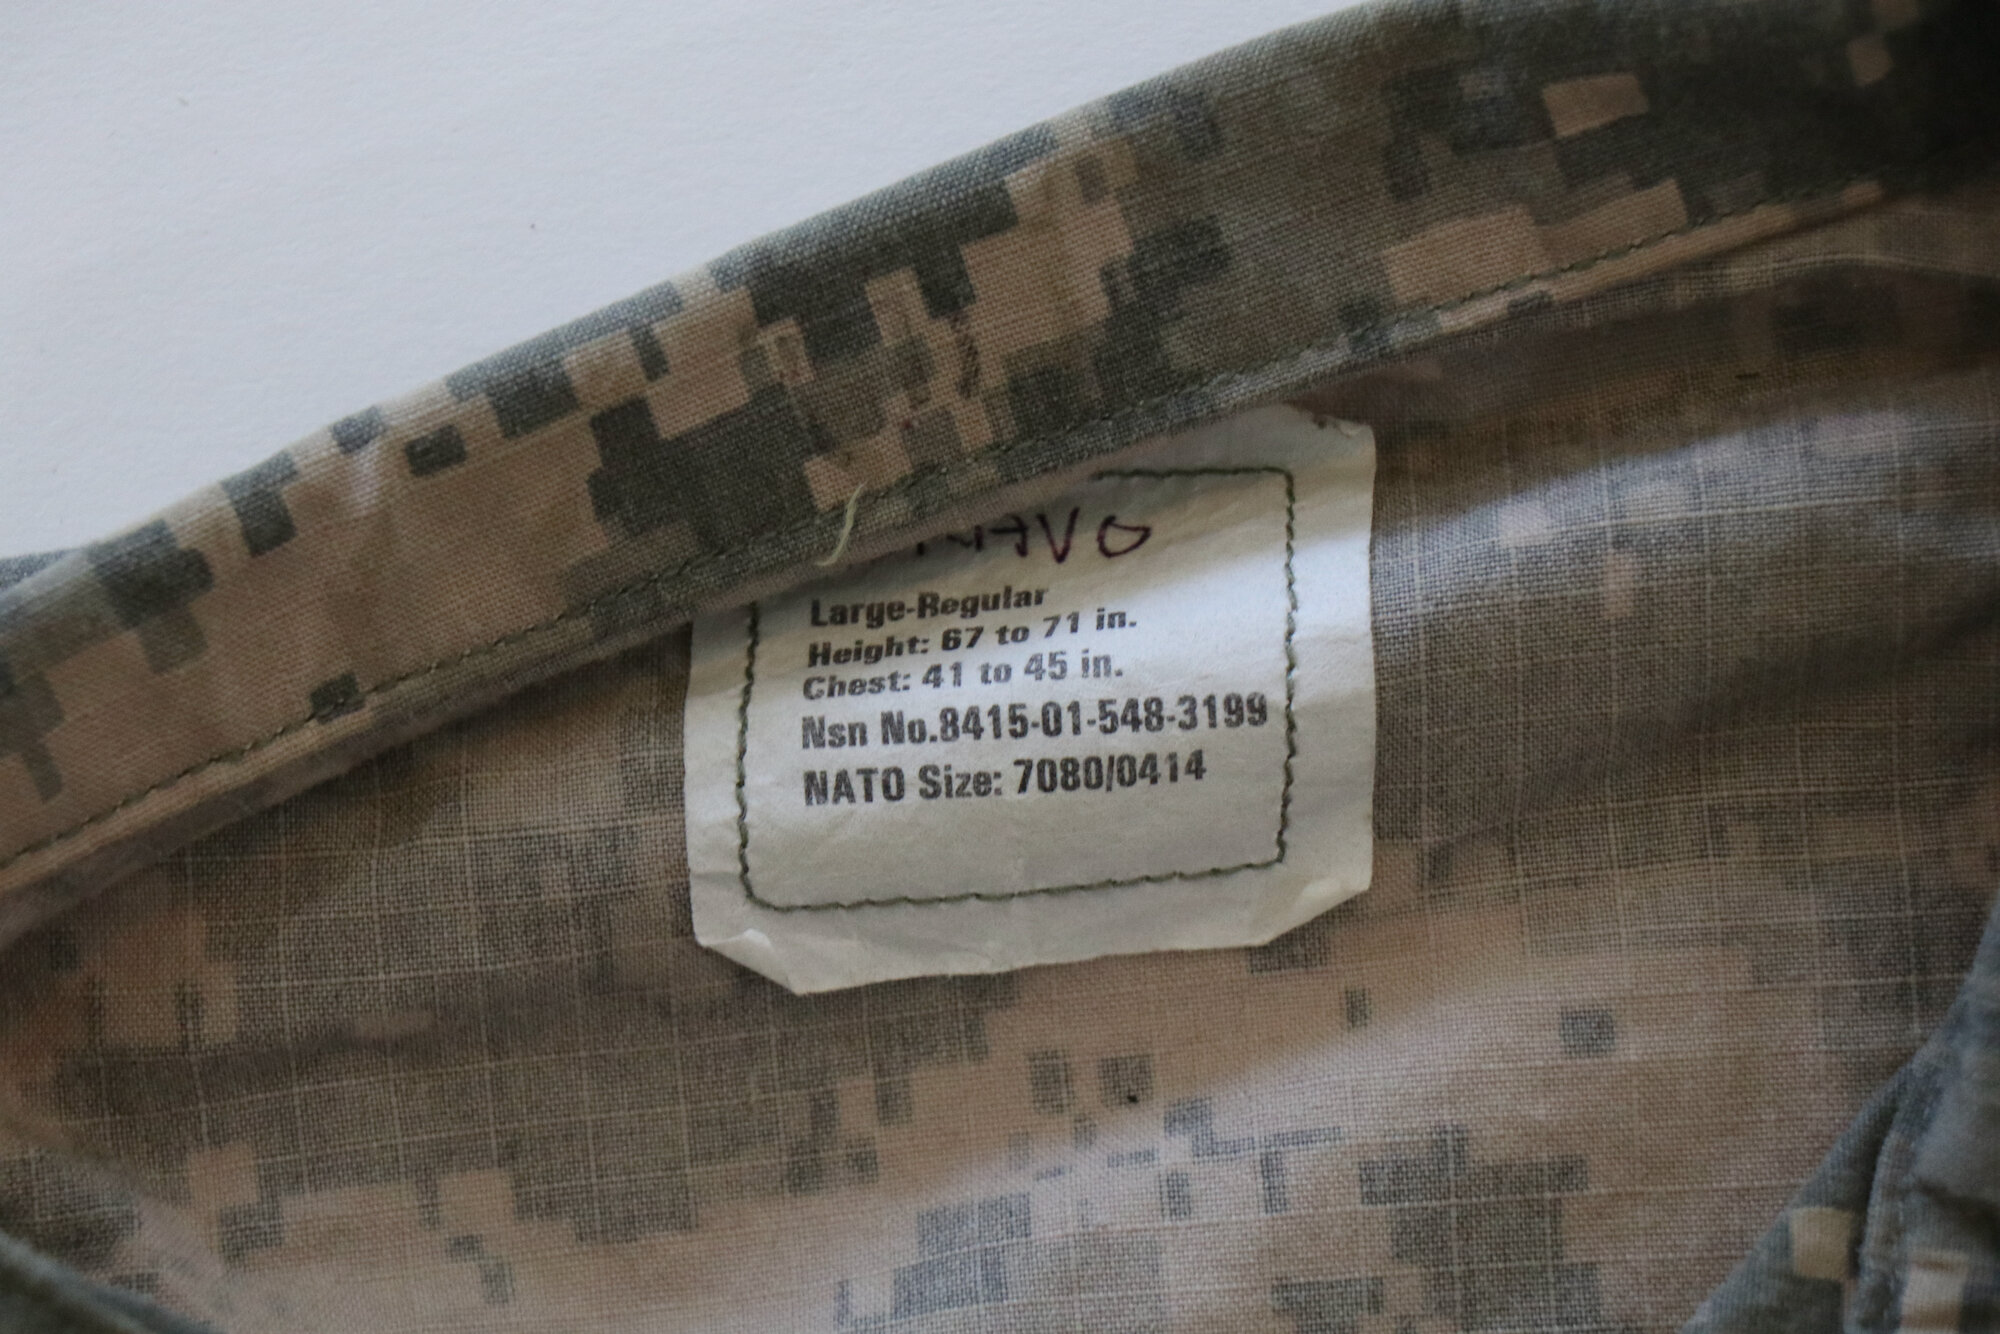 Large-Regular
Height: 67 to 71 in.
Chest: 41 to 45 in.
Nsn No.8415-01-548-3199
NATO Size: 7080/0414